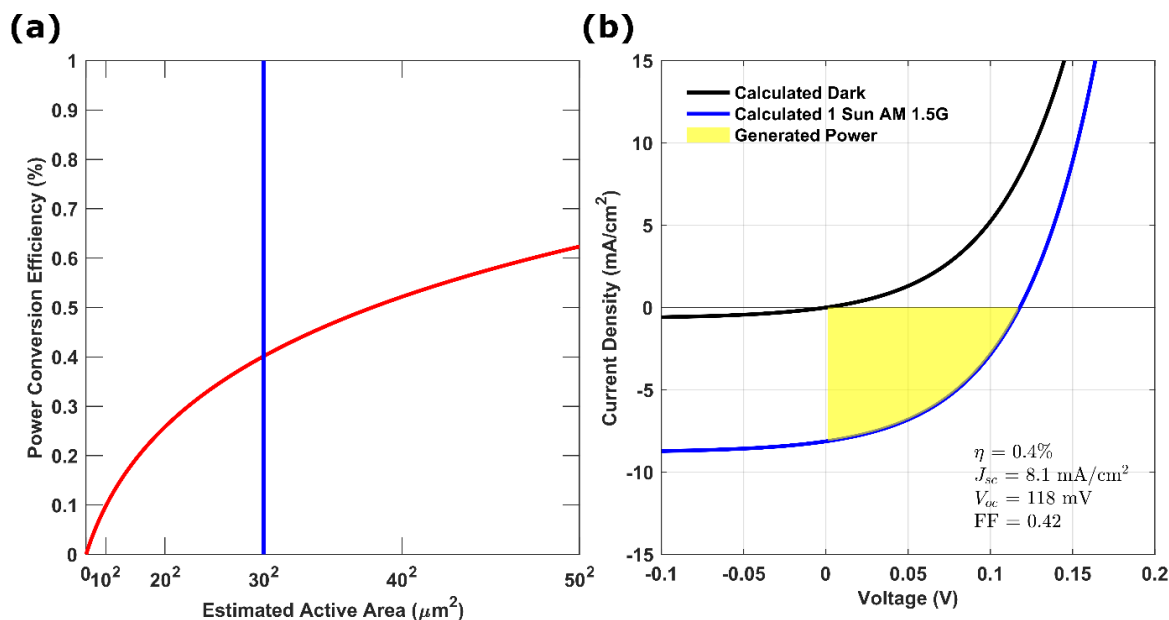 (a)
Power Conversion Efficiency (%)
1
0.9
0.8
0.7
0.6
0.5
0.4
0.3
0.2
0.1
0
0 10² 20² 30² 40² 50²
Estimated Active Area (μm²)
(b)
Current Density (mA/cm²)
15
10
5
0
-5
-10
-15
Calculated Dark
Calculated 1 Sun AM 1.5G
Generated Power
η = 0.4%
Jsc = 8.1 mA/cm²
Voc = 118 mV
FF = 0.42
-0.1 -0.05 0 0.05 0.1 0.15 0.2
Voltage (V)